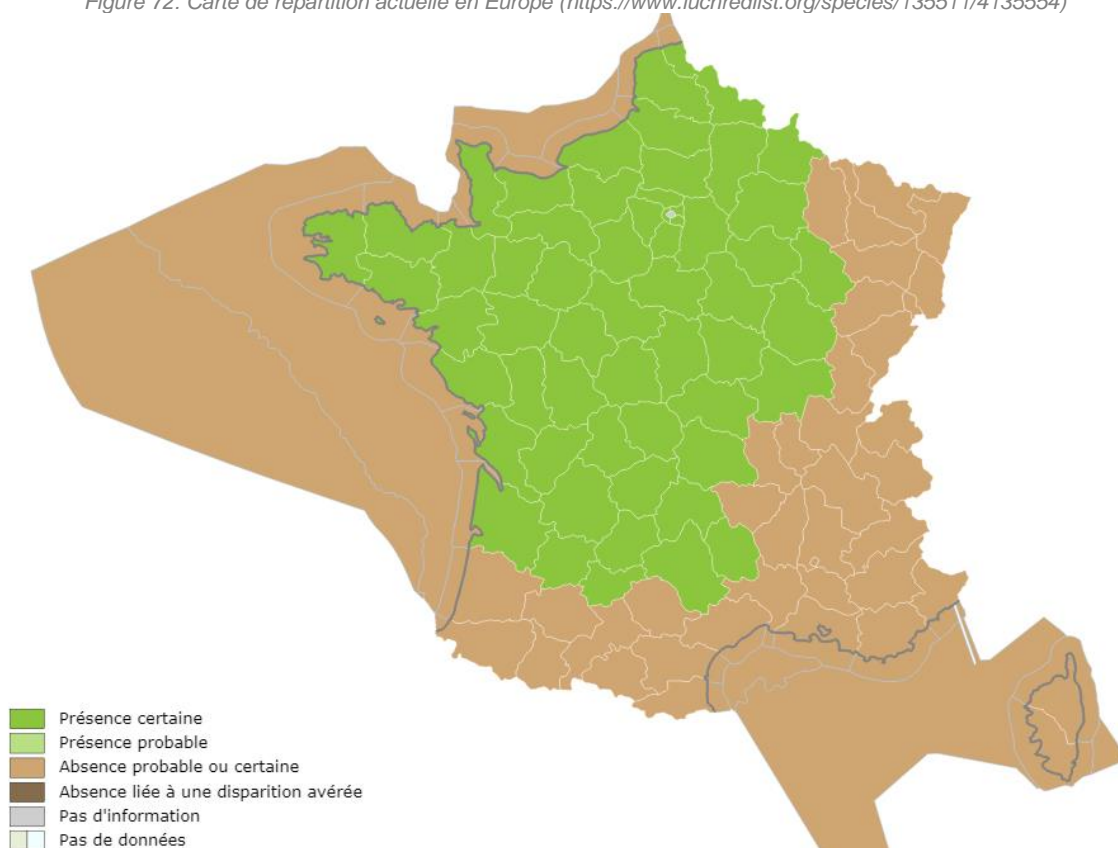 Figure 72. Carte de répartition actuelle en Europe (https://www.iucnredlist.org/species/135511/4135554)
Présence certaine
Présence probable
Absence probable ou certaine
Absence liée à une disparition avérée
Pas d'information
Pas de données